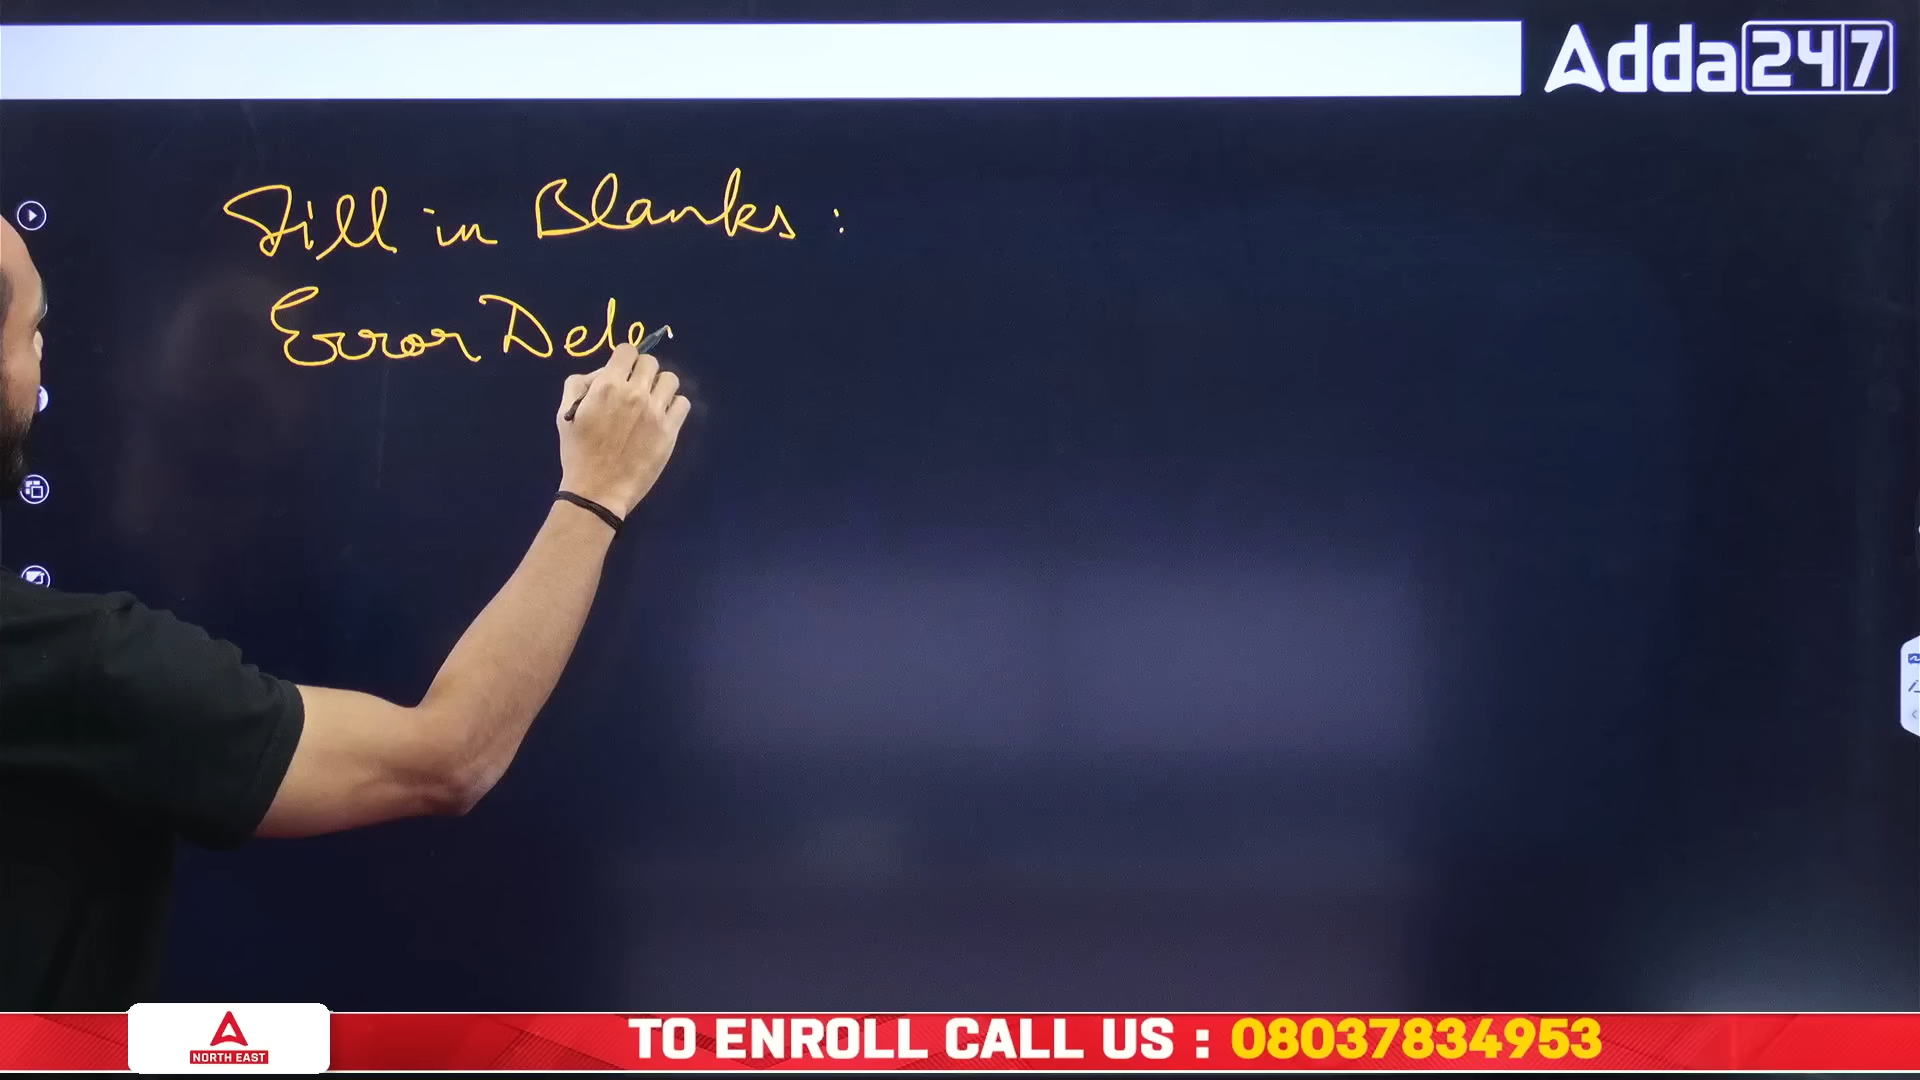 Adda247
Fill in Blanks :
Error Dete
NORTH EAST
TO ENROLL CALL US : 08037834953